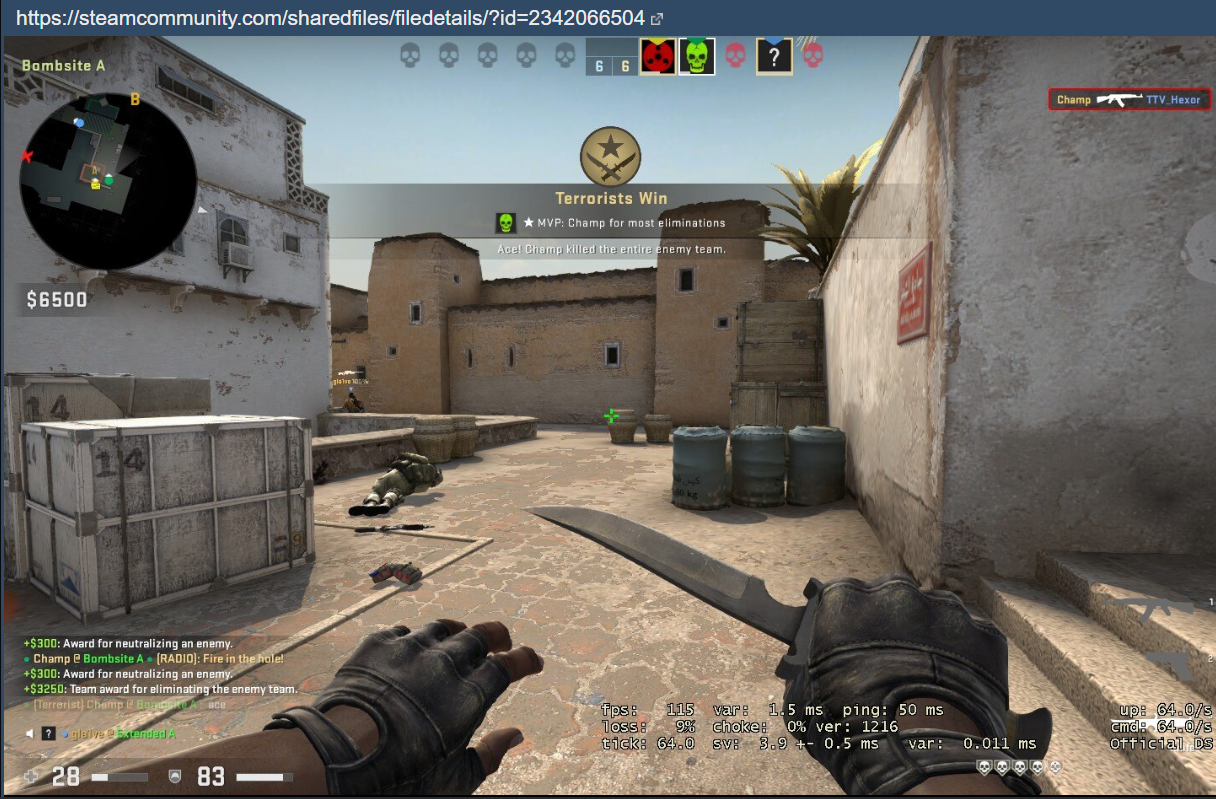 https://steamcommunity.com/sharedfiles/filedetails/?id=2342066504
Bombsite A
B
6 6
?
Champ TTV_Hexor
Terrorists Win
★ MVP: Champ for most eliminations
Ace! Champ killed the entire enemy team.
$6500
14
14
+$300: Award for neutralizing an enemy.
Champ @ Bombsite A • [RADIO]: Fire in the hole!
+$300: Award for neutralizing an enemy.
+$3250: Team award for eliminating the enemy team.
[Terrorist] Champ @ Bombsite A : ace
? gla1ve @ Extended A
28 83
fps: 115 var: 1.5 ms ping: 50 ms
loss: 9% choke: 0% ver: 1216
tick: 64.0 sv: 3.9 +- 0.5 ms var: 0.011 ms
up: 64.0/s
cmd: 64.0/s
Official DS
1
2